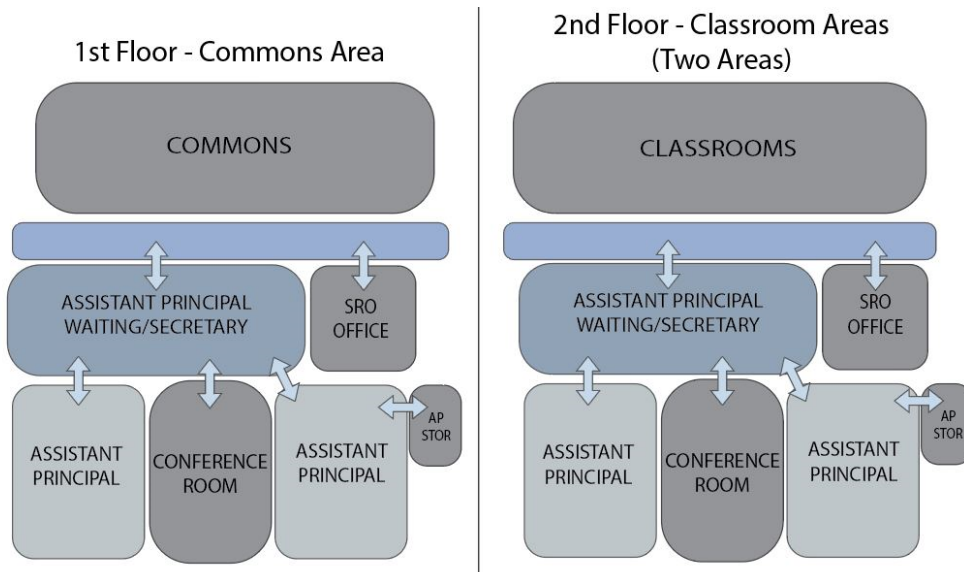 1st Floor - Commons Area
COMMONS
ASSISTANT PRINCIPAL
WAITING/SECRETARY
SRO
OFFICE
ASSISTANT
PRINCIPAL
CONFERENCE
ROOM
ASSISTANT
PRINCIPAL
AP
STOR
2nd Floor - Classroom Areas
(Two Areas)
CLASSROOMS
ASSISTANT PRINCIPAL
WAITING/SECRETARY
SRO
OFFICE
ASSISTANT
PRINCIPAL
CONFERENCE
ROOM
ASSISTANT
PRINCIPAL
AP
STOR